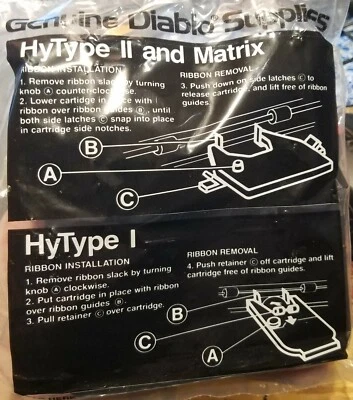 Genuine Diablo Supplies
HyType II and Matrix
RIBBON INSTALLATION
1. Remove ribbon slack by turning
knob Ⓐ counter-clockwise.
2. Lower cartridge in place with
ribbon over ribbon guides Ⓑ, until
both side latches Ⓒ snap into place
in cartridge side notches.
RIBBON REMOVAL
3. Push down on side latches Ⓒ to
release cartridge, and lift free of ribbon
guides.
B
A
C
HyType I
RIBBON INSTALLATION
1. Remove ribbon slack by turning
knob Ⓐ clockwise.
2. Put cartridge in place with ribbon
over ribbon guides Ⓑ.
3. Pull retainer Ⓒ over cartridge.
RIBBON REMOVAL
4. Push retainer Ⓒ off cartridge and lift
cartridge free of ribbon guides.
C
B
A